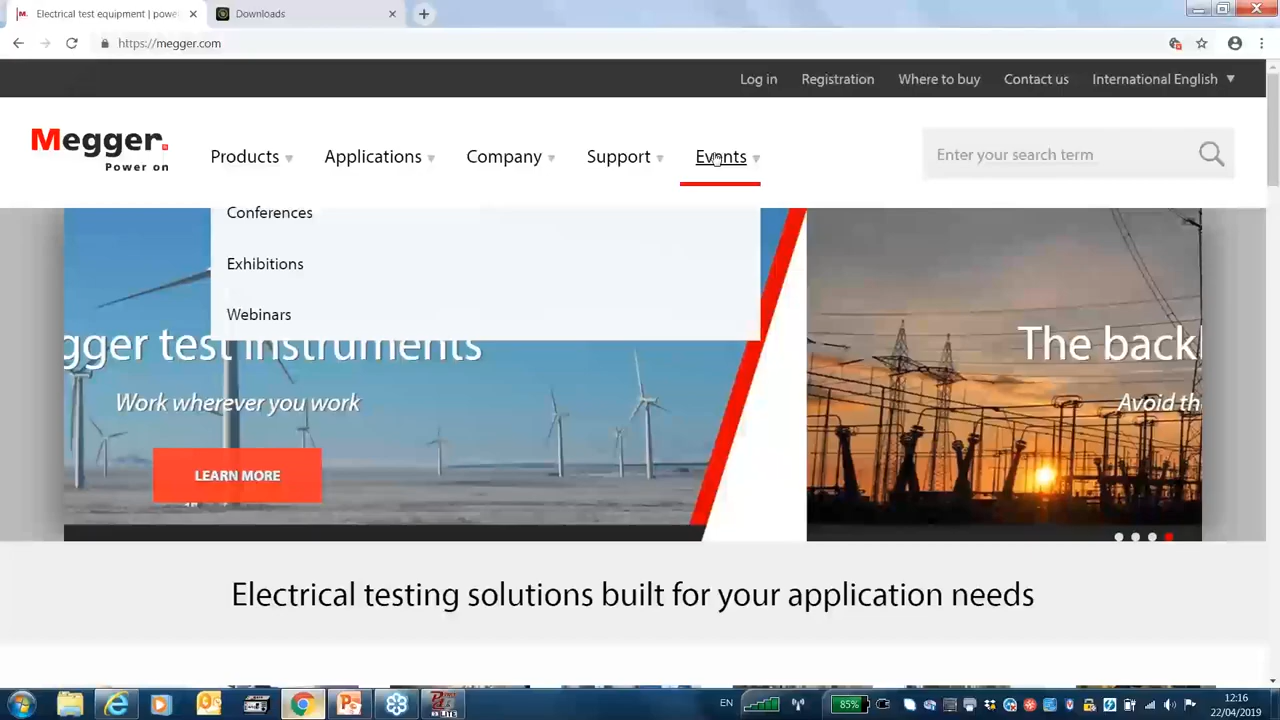 Electrical test equipment | powe
Downloads
https://megger.com
Log in
Registration
Where to buy
Contact us
International English
Megger.
Power on
Products
Applications
Company
Support
Events
Enter your search term
Conferences
Exhibitions
Webinars
gger test instruments
Work wherever you work
LEARN MORE
The back
Avoid th
Electrical testing solutions built for your application needs
EN
85%
12:16
22/04/2019